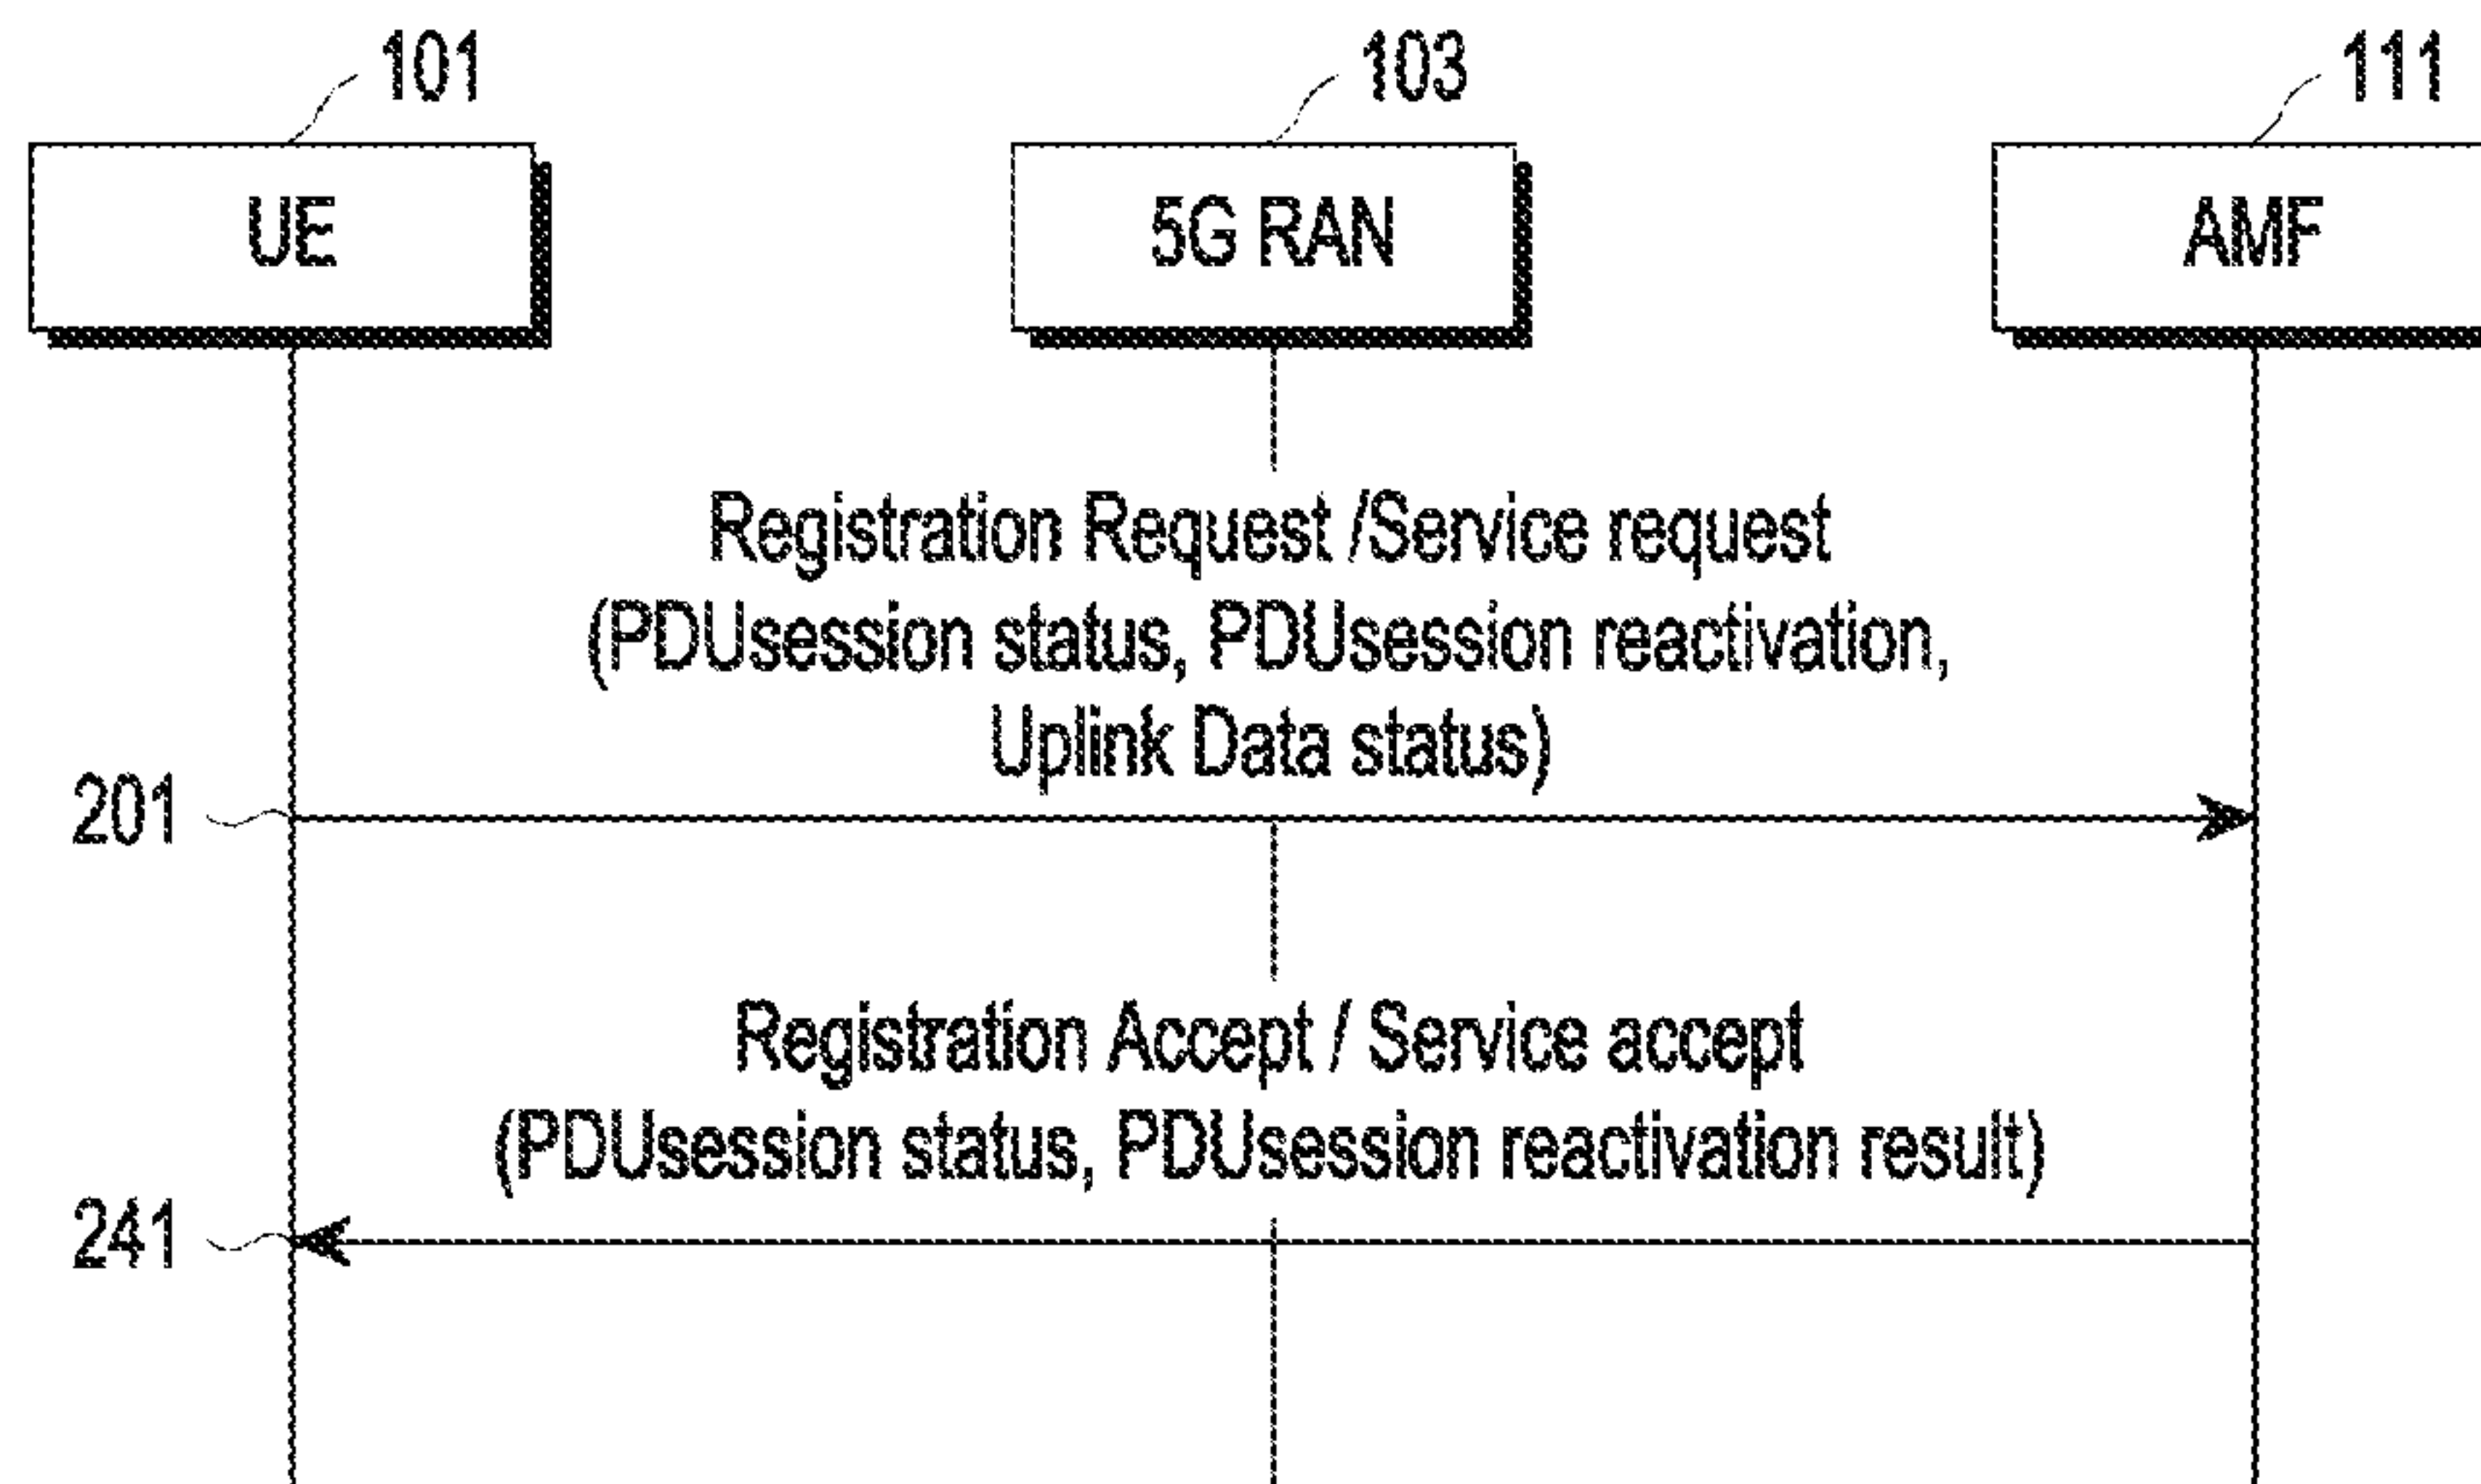 101
103
111
UE
5G RAN
AMF
Registration Request /Service request
(PDUsession status, PDUsession reactivation,
Uplink Data status)
201
Registration Accept / Service accept
(PDUsession status, PDUsession reactivation result)
241